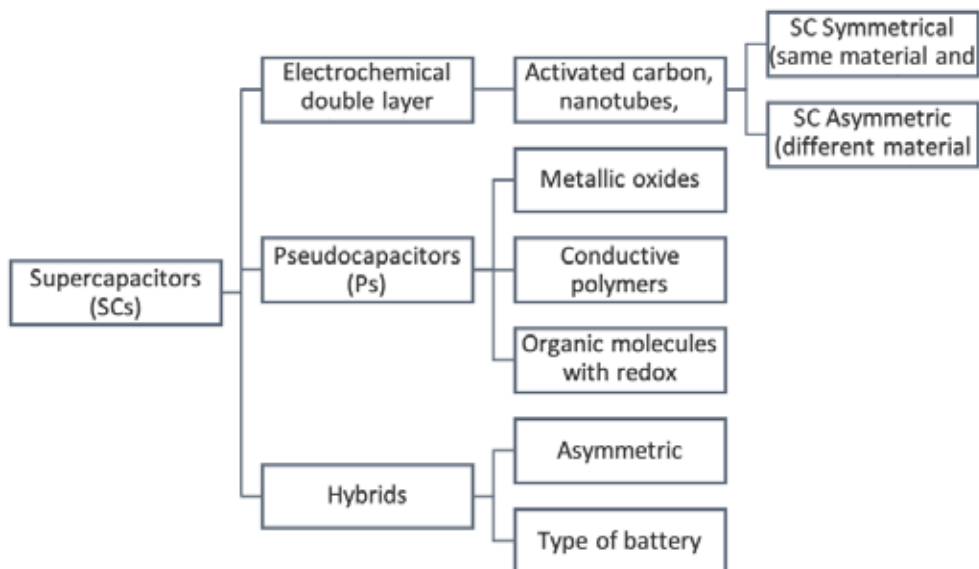 Supercapacitors
(SCs)
Electrochemical
double layer
Activated carbon,
nanotubes,
SC Symmetrical
(same material and
SC Asymmetric
(different material
Pseudocapacitors
(Ps)
Metallic oxides
Conductive
polymers
Organic molecules
with redox
Hybrids
Asymmetric
Type of battery